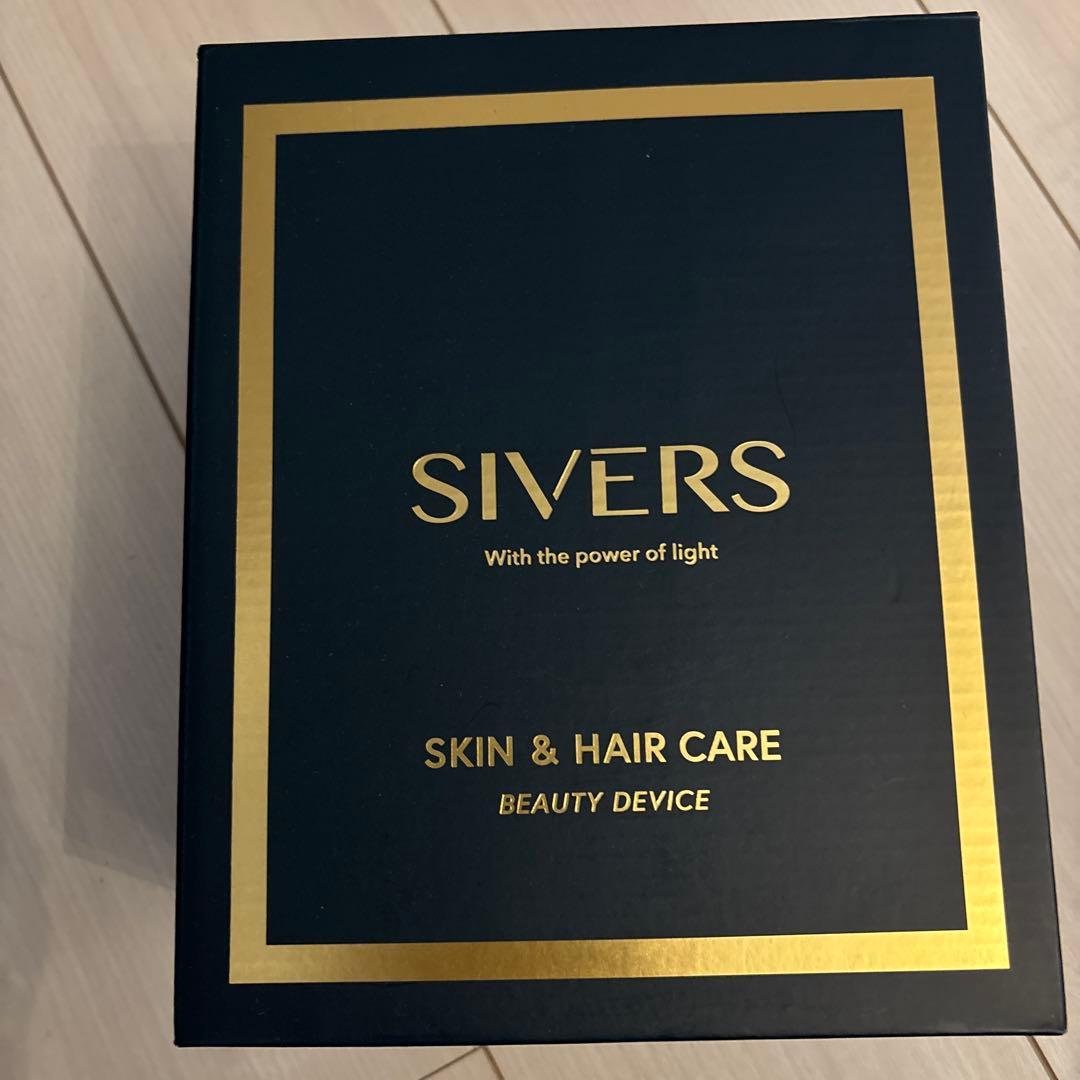 SIVERS
With the power of light
SKIN & HAIR CARE
BEAUTY DEVICE